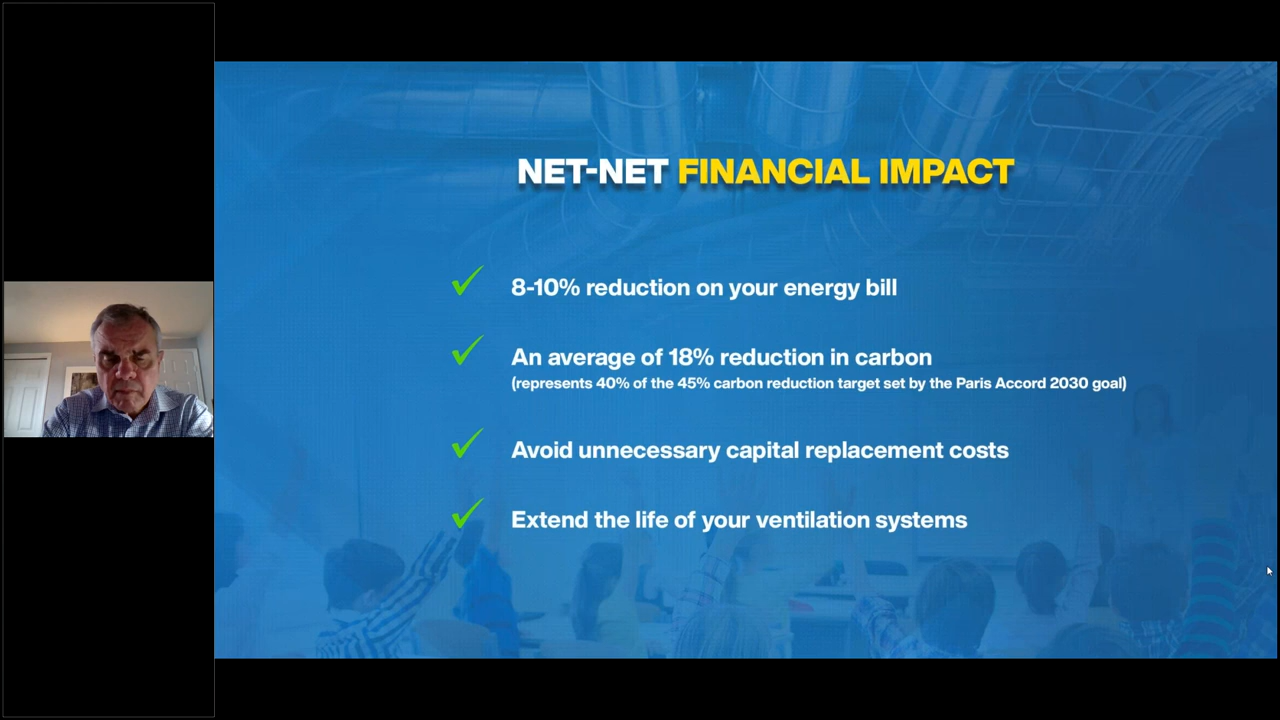 NET-NET FINANCIAL IMPACT
8-10% reduction on your energy bill
An average of 18% reduction in carbon
(represents 40% of the 45% carbon reduction target set by the Paris Accord 2030 goal)
Avoid unnecessary capital replacement costs
Extend the life of your ventilation systems